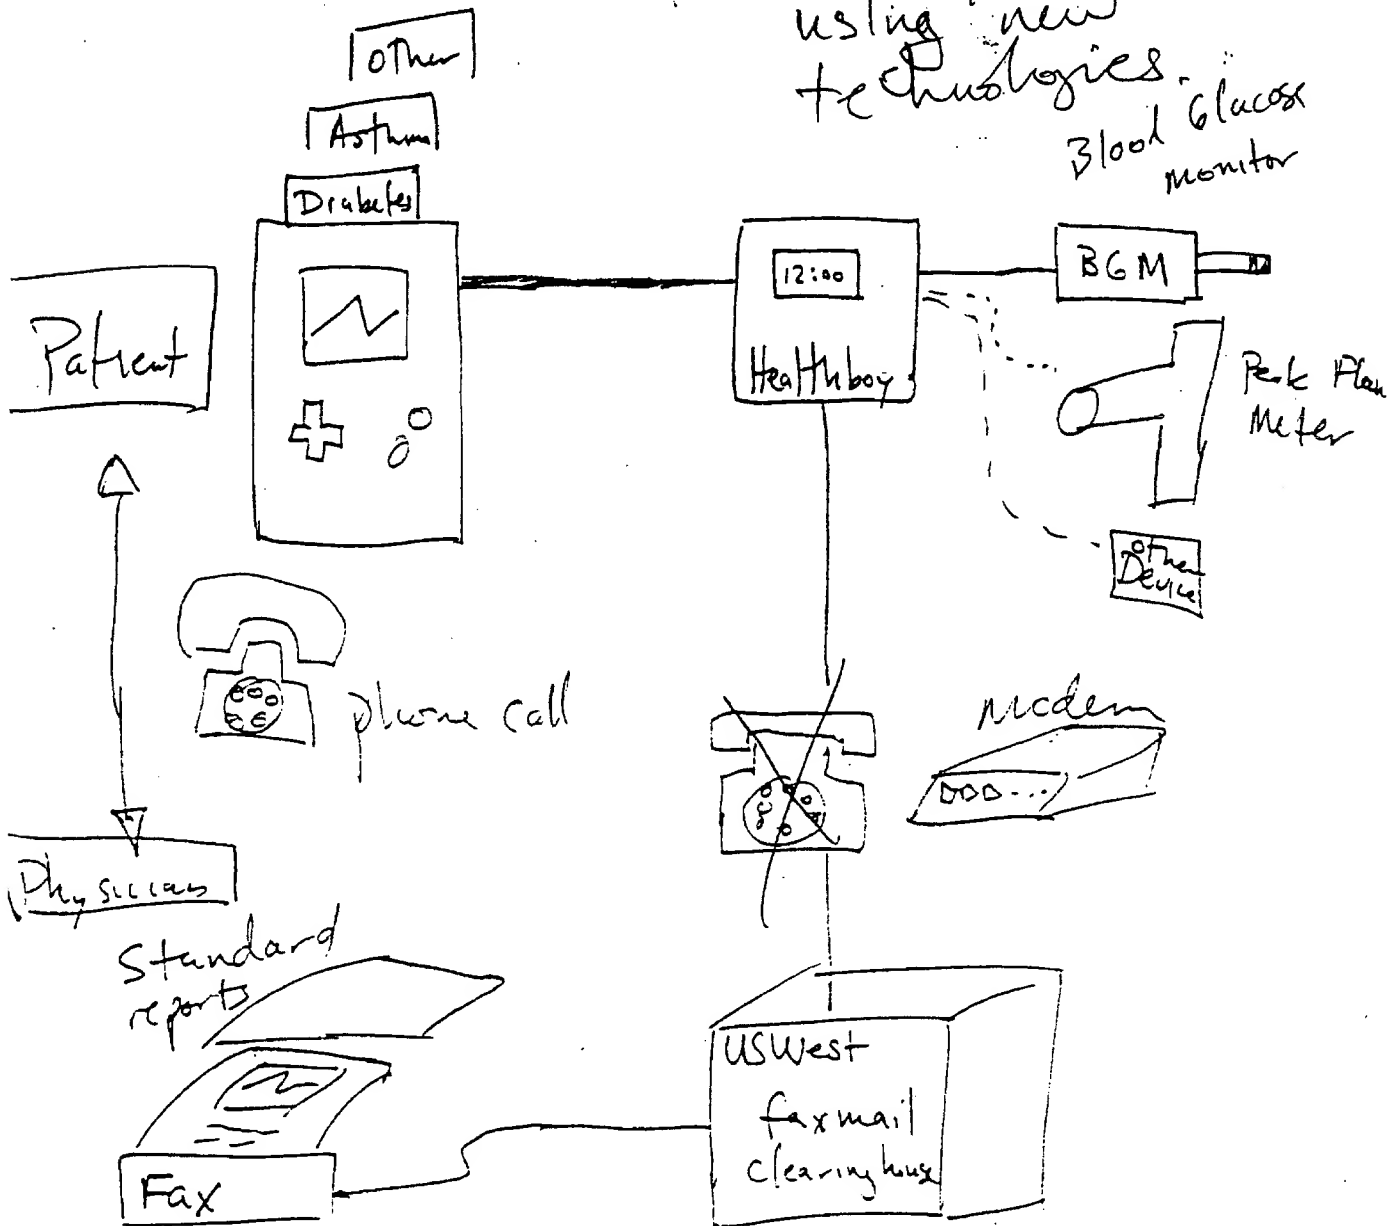 using new
technologies.
other
Asthma
Diabetes
Blood Glucose
monitor
Patient
12:00
Healthboy
BGM
Peak Flow
Meter
other
Device
phone call
Modem
Physician
Standard
reports
USWest
faxmail
clearinghouse
Fax